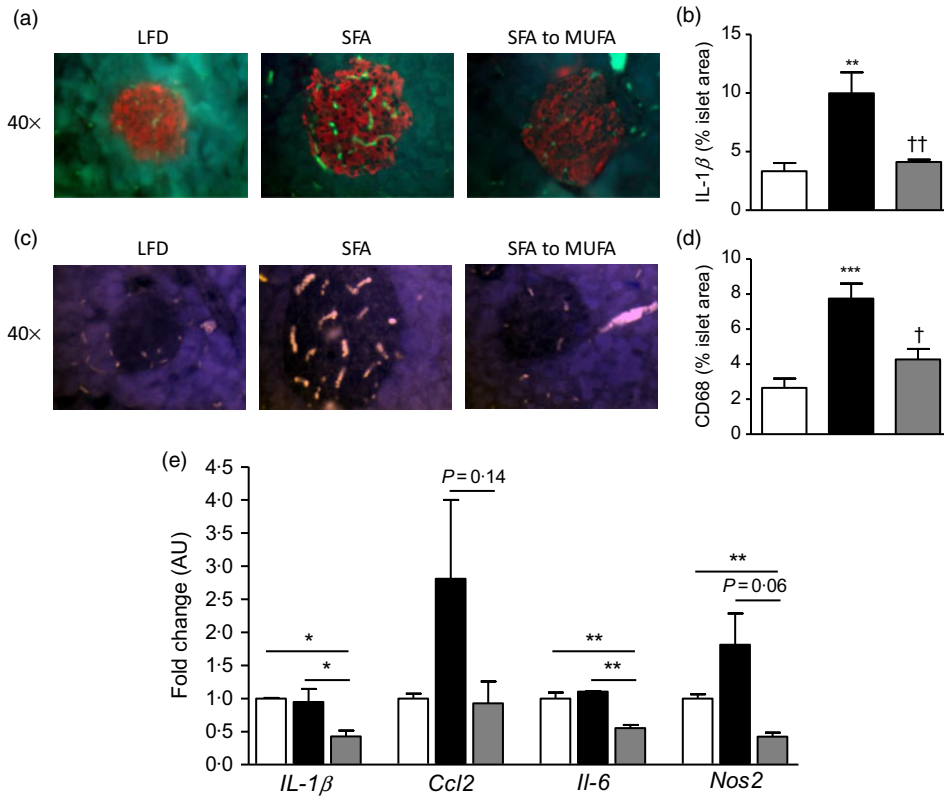 (a)
LFD
SFA
SFA to MUFA
40×
(b)
IL-1β (% islet area)
15
10
5
0
**
††
(c)
LFD
SFA
SFA to MUFA
40×
(d)
CD68 (% islet area)
10
8
6
4
2
0
***
†
(e)
Fold change (AU)
4·5
4·0
3·5
3·0
2·5
2·0
1·5
1·0
0·5
0·0
*
*
P = 0·14
**
**
**
P = 0·06
IL-1β
Ccl2
Il-6
Nos2